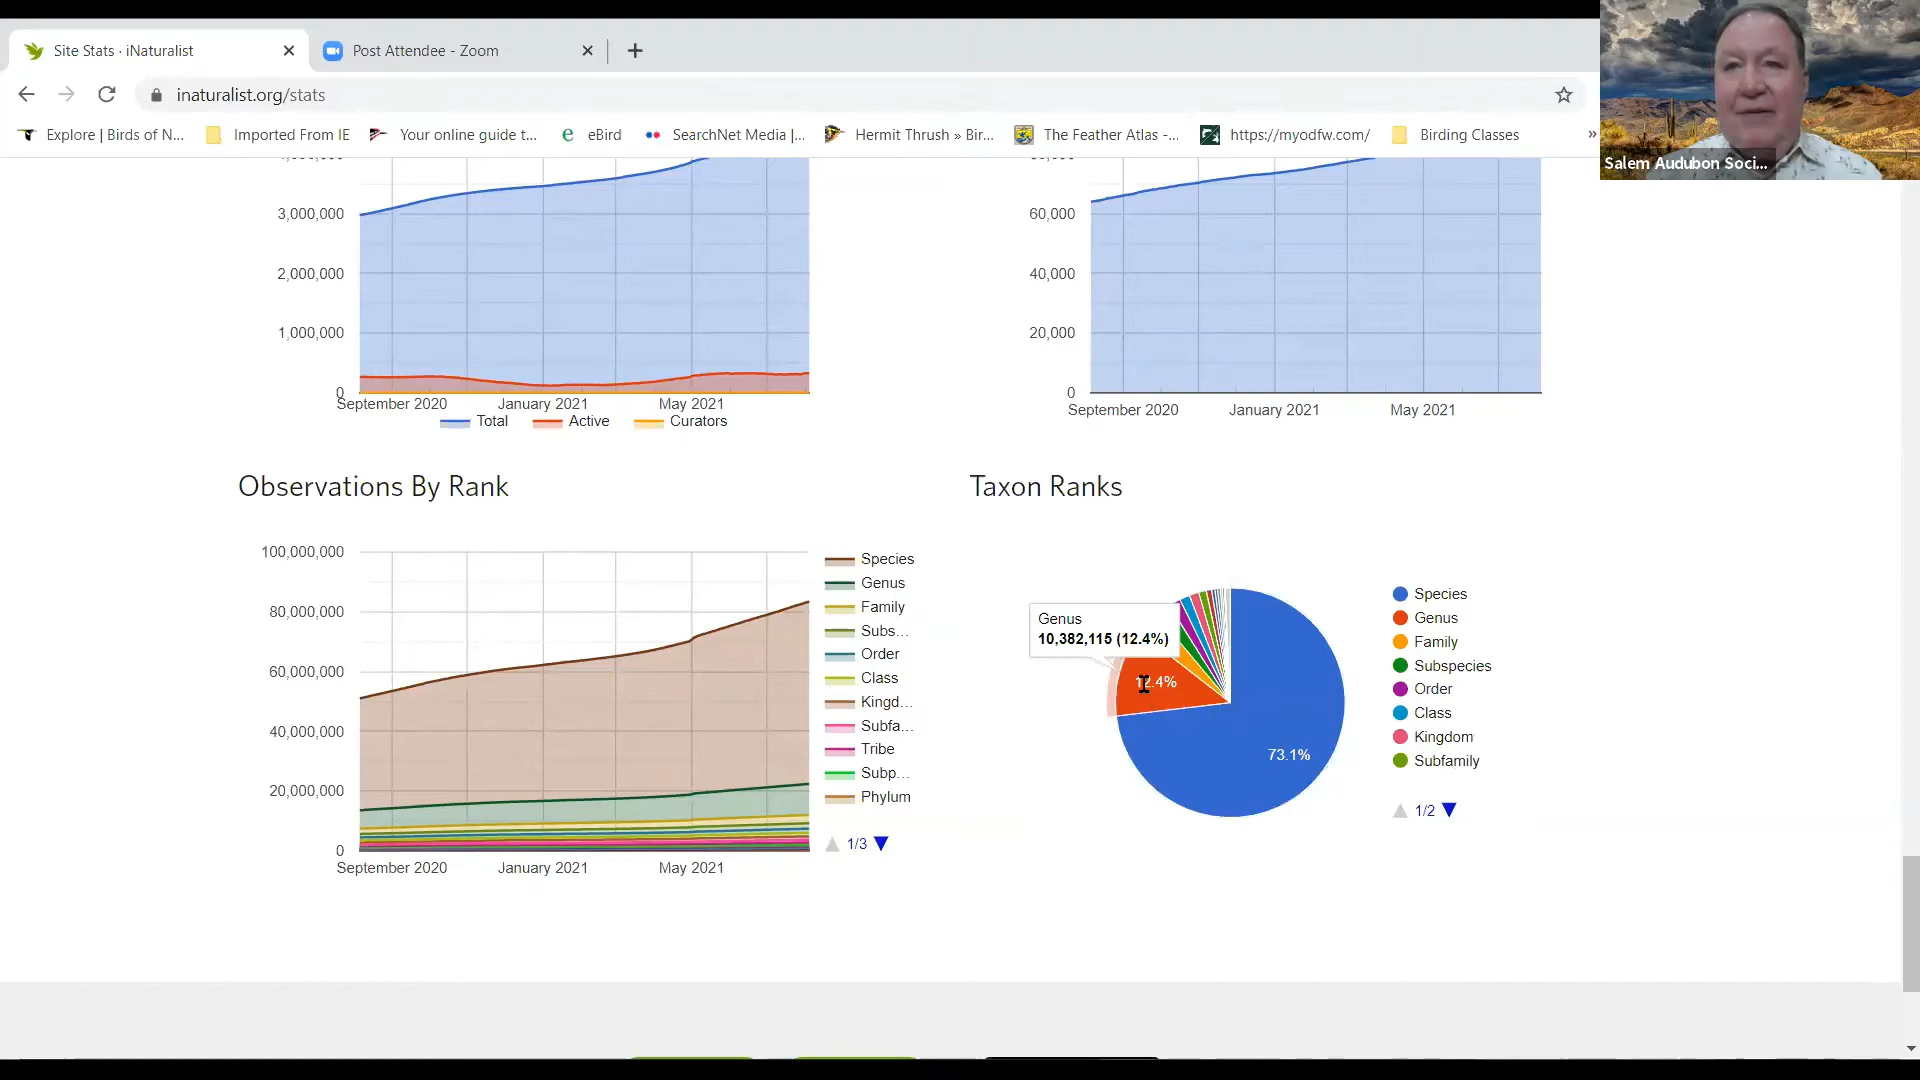 Site Stats · iNaturalist
Post Attendee - Zoom
inaturalist.org/stats
Explore | Birds of N...
Imported From IE
Your online guide t...
eBird
SearchNet Media |...
Hermit Thrush » Bir...
The Feather Atlas -...
https://myodfw.com/
Birding Classes
»
Salem Audubon Soci...
3,000,000
2,000,000
1,000,000
0
September 2020 January 2021 May 2021
Total Active Curators
60,000
40,000
20,000
0
September 2020 January 2021 May 2021
Observations By Rank
100,000,000
80,000,000
60,000,000
40,000,000
20,000,000
0
September 2020 January 2021 May 2021
Species
Genus
Family
Subs...
Order
Class
Kingd...
Subfa...
Tribe
Subp...
Phylum
1/3
Taxon Ranks
Genus
10,382,115 (12.4%)
12.4%
73.1%
Species
Genus
Family
Subspecies
Order
Class
Kingdom
Subfamily
1/2